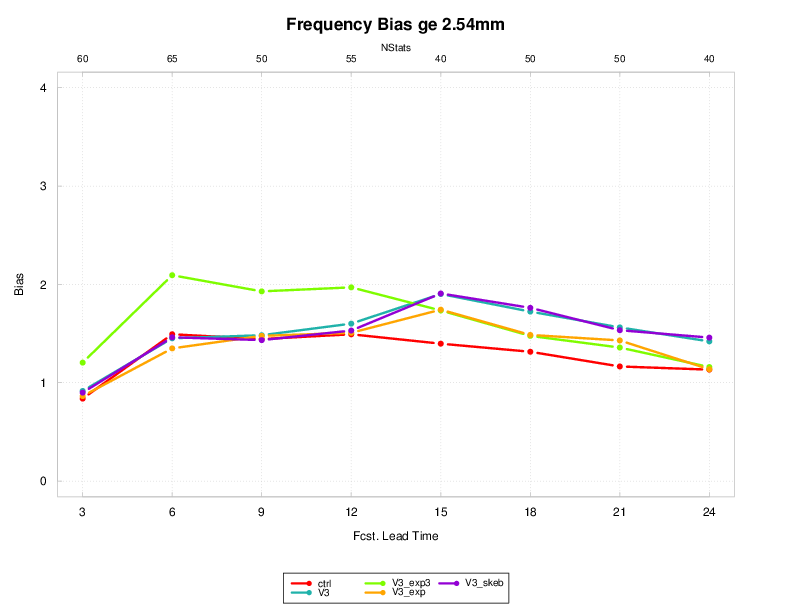 Frequency Bias ge 2.54mm
NStats
60 65 50 55 40 50 50 40
4
3
2
1
0
Bias
3 6 9 12 15 18 21 24
Fcst. Lead Time
ctrl V3_exp3 V3_skeb
V3 V3_exp